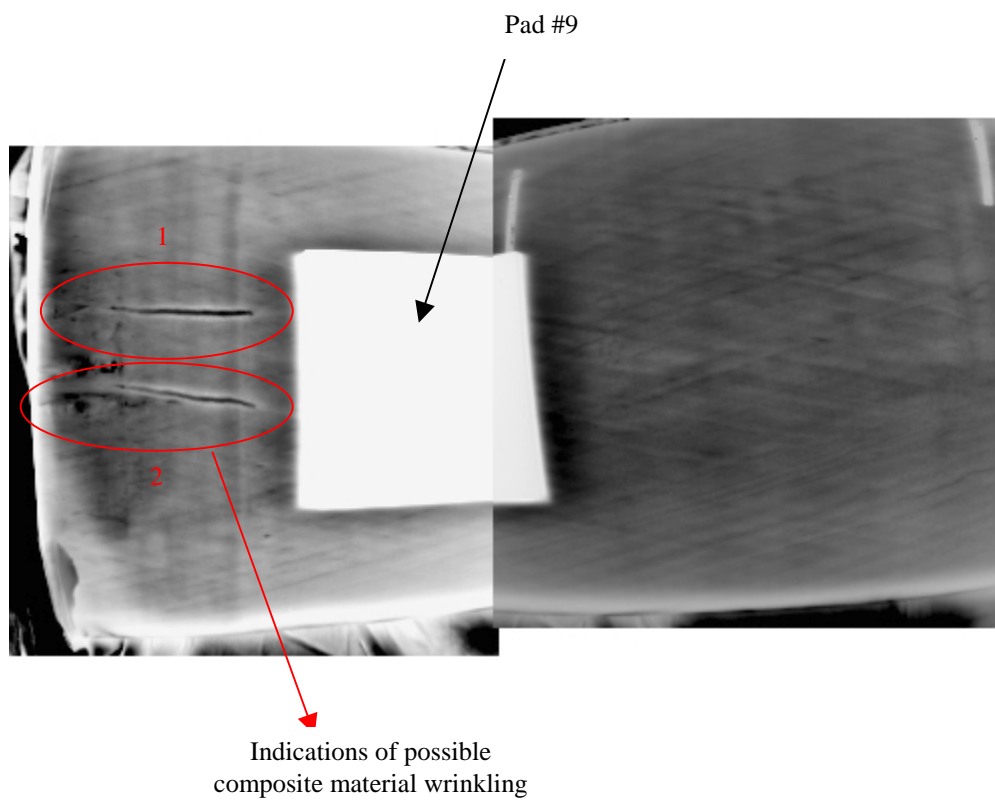 Pad #9
1
2
Indications of possible
composite material wrinkling